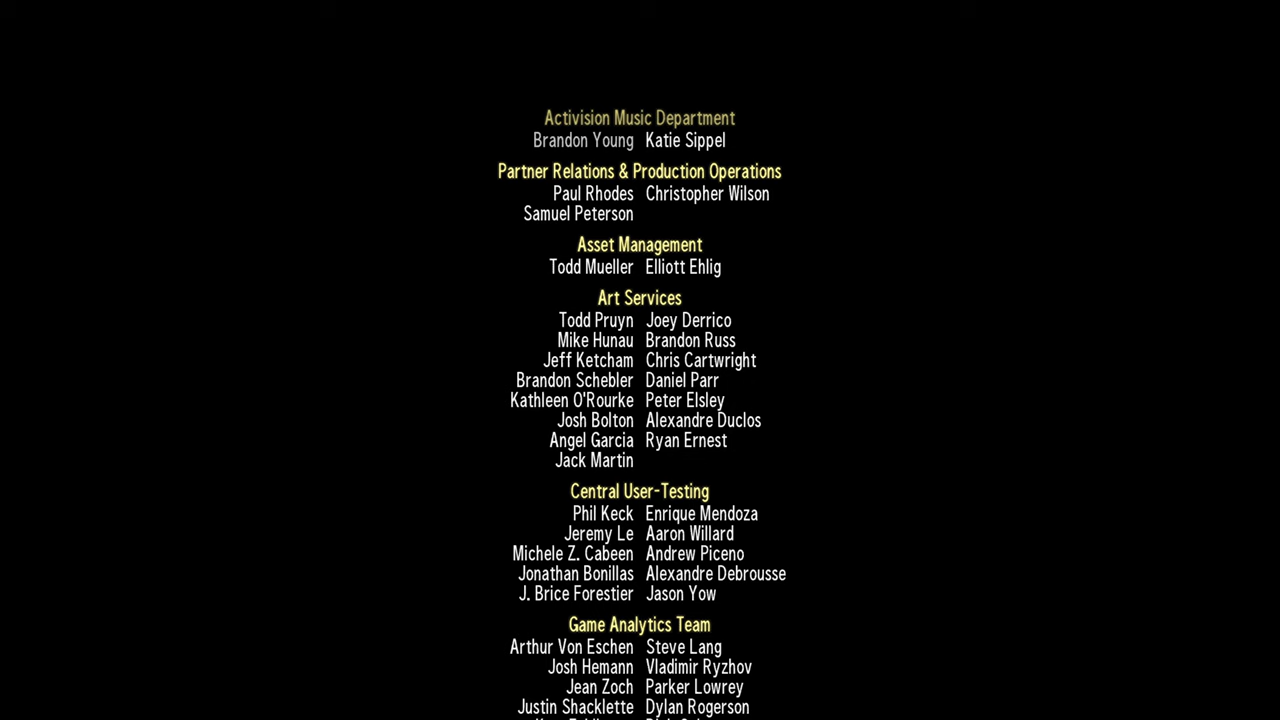 Activision Music Department
Brandon Young Katie Sippel
Partner Relations & Production Operations
Paul Rhodes Christopher Wilson
Samuel Peterson
Asset Management
Todd Mueller Elliott Ehlig
Art Services
Todd Pruyn Joey Derrico
Mike Hunau Brandon Russ
Jeff Ketcham Chris Cartwright
Brandon Schebler Daniel Parr
Kathleen O'Rourke Peter Elsley
Josh Bolton Alexandre Duclos
Angel Garcia Ryan Ernest
Jack Martin
Central User-Testing
Phil Keck Enrique Mendoza
Jeremy Le Aaron Willard
Michele Z. Cabeen Andrew Piceno
Jonathan Bonillas Alexandre Debrousse
J. Brice Forestier Jason Yow
Game Analytics Team
Arthur Von Eschen Steve Lang
Josh Hemann Vladimir Ryzhov
Jean Zoch Parker Lowrey
Justin Shacklette Dylan Rogerson